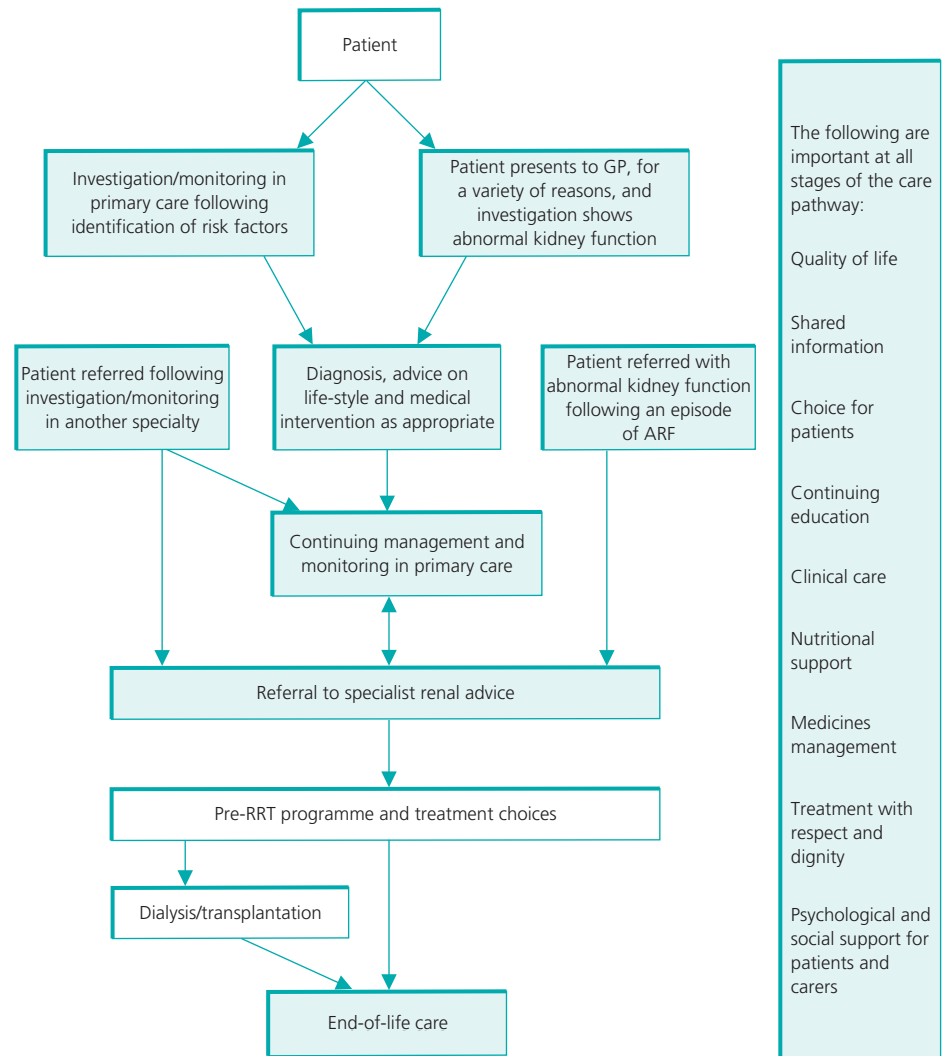 Patient
Investigation/monitoring in
primary care following
identification of risk factors
Patient presents to GP, for
a variety of reasons, and
investigation shows
abnormal kidney function
Patient referred following
investigation/monitoring
in another specialty
Diagnosis, advice on
life-style and medical
intervention as appropriate
Patient referred with
abnormal kidney function
following an episode
of ARF
Continuing management and
monitoring in primary care
Referral to specialist renal advice
Pre-RRT programme and treatment choices
Dialysis/transplantation
End-of-life care
The following are
important at all
stages of the care
pathway:
Quality of life
Shared
information
Choice for
patients
Continuing
education
Clinical care
Nutritional
support
Medicines
management
Treatment with
respect and
dignity
Psychological and
social support for
patients and
carers